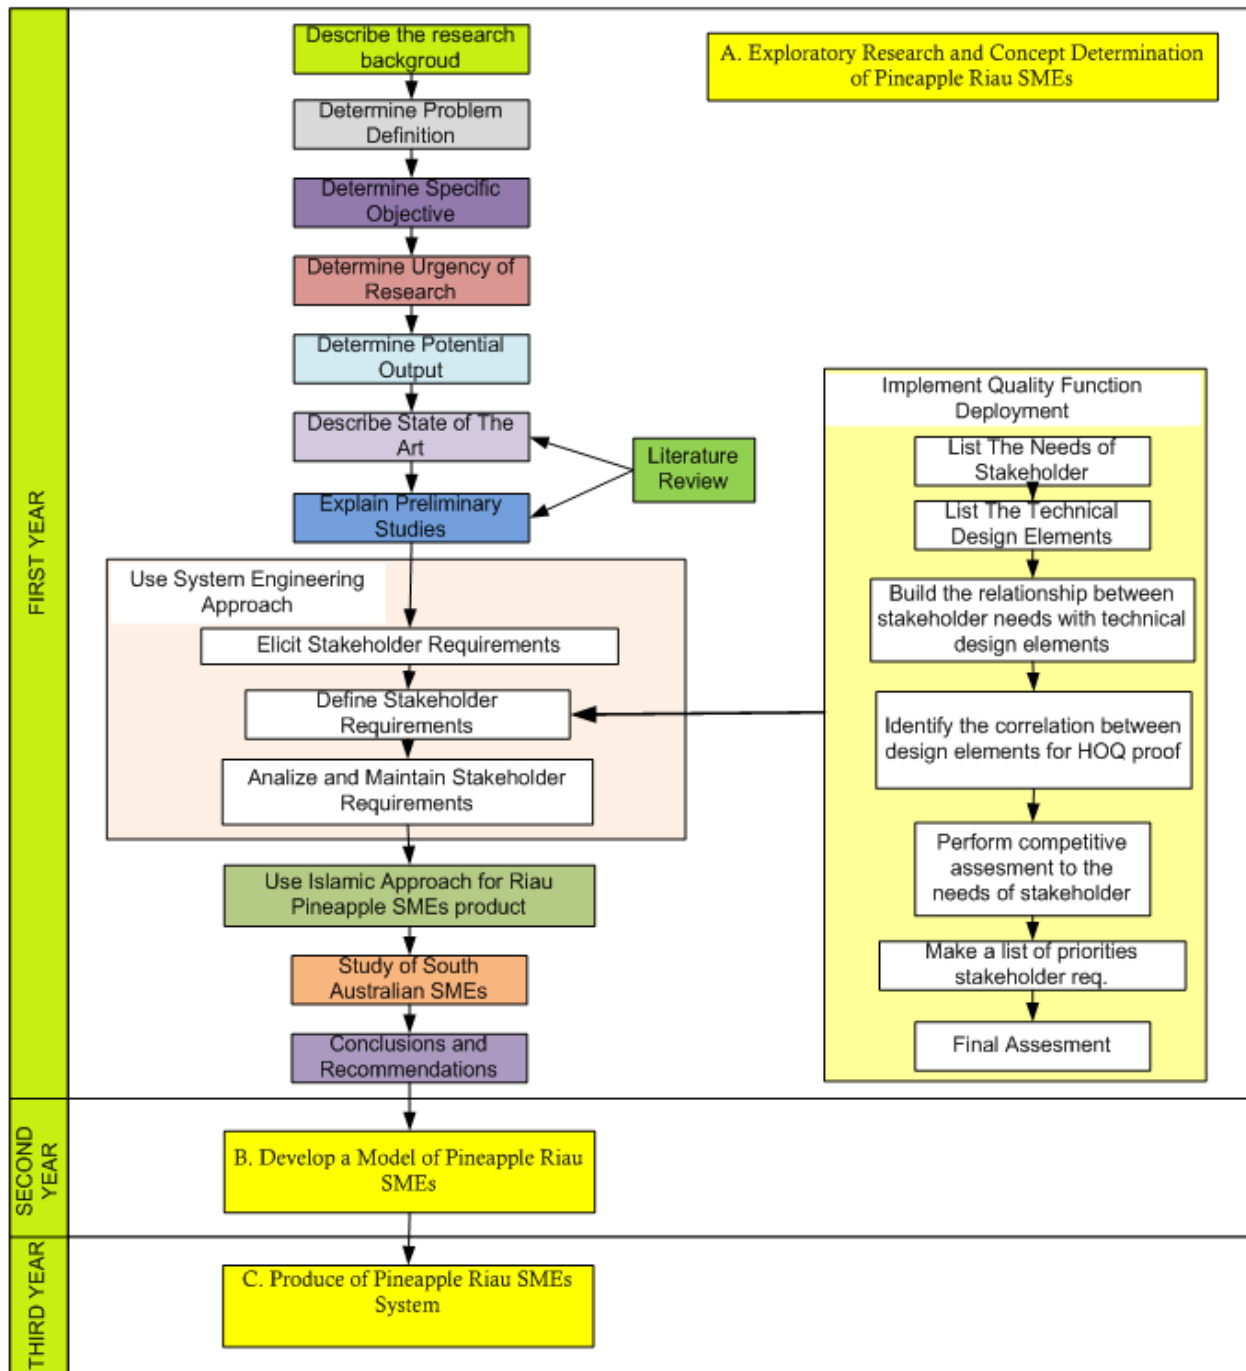 Describe the research
backgroud
A. Exploratory Research and Concept Determination
of Pineapple Riau SMEs
Determine Problem
Definition
Determine Specific
Objective
Determine Urgency of
Research
Determine Potential
Output
Describe State of The
Art
Literature
Review
Explain Preliminary
Studies
Use System Engineering
Approach
Elicit Stakeholder Requirements
Define Stakeholder
Requirements
Analize and Maintain Stakeholder
Requirements
Use Islamic Approach for Riau
Pineapple SMEs product
Study of South
Australian SMEs
Conclusions and
Recommendations
Implement Quality Function
Deployment
List The Needs of
Stakeholder
List The Technical
Design Elements
Build the relationship between
stakeholder needs with technical
design elements
Identify the correlation between
design elements for HOQ proof
Perform competitive
assesment to the
needs of stakeholder
Make a list of priorities
stakeholder req.
Final Assesment
FIRST YEAR
SECOND
YEAR
B. Develop a Model of Pineapple Riau
SMEs
THIRD YEAR
C. Produce of Pineapple Riau SMEs
System